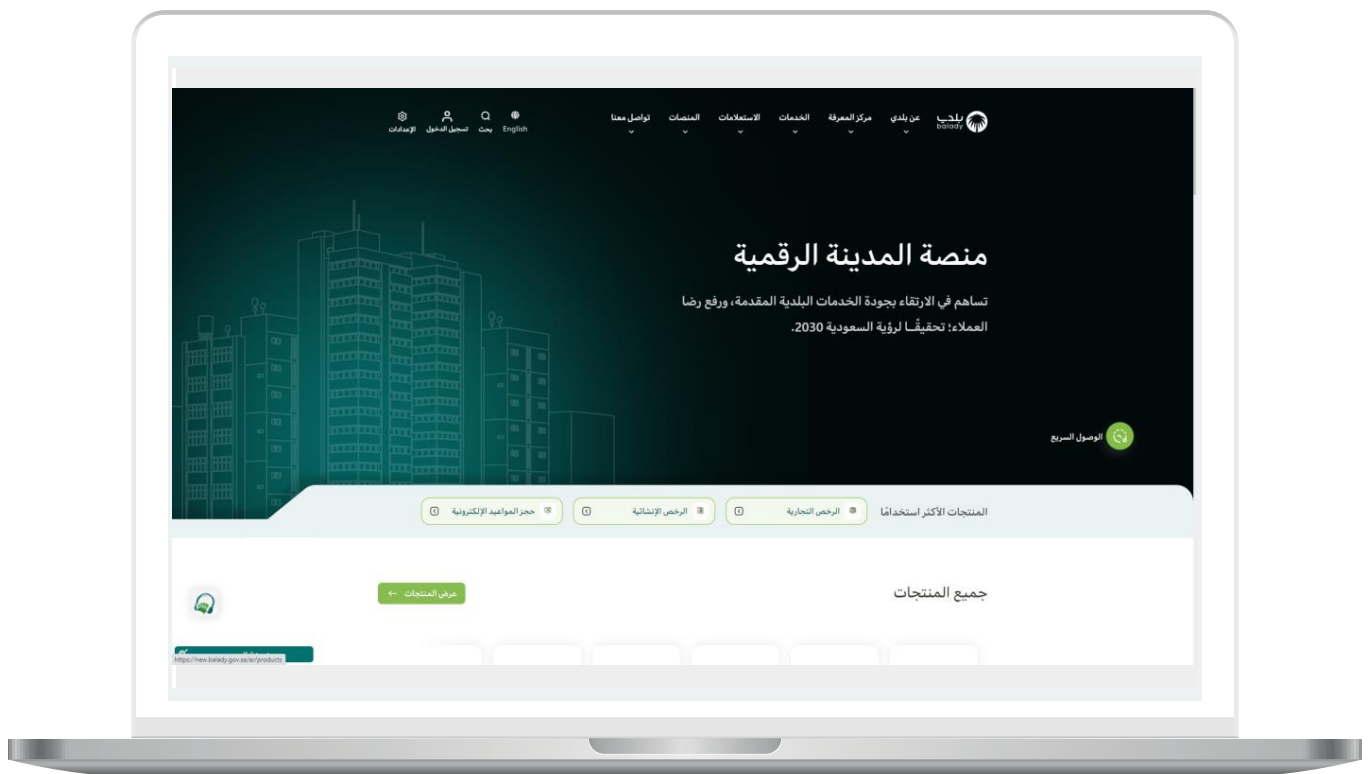 بلدي
balady
عن بلدي
مركز المعرفة
الخدمات
الاستعلامات
المنصات
تواصل معنا
English
بحث
تسجيل الدخول
الإعدادات
منصة المدينة الرقمية
تساهم في الارتقاء بجودة الخدمات البلدية المقدمة، ورفع رضا
العملاء؛ تحقيقًــا لرؤية السعودية 2030.
الوصول السريع
المنتجات الأكثر استخدامًا
الرخص التجارية
الرخص الإنشائية
حجز المواعيد الإلكترونية
جميع المنتجات
عرض المنتجات
https://new.balady.gov.sa/ar/products